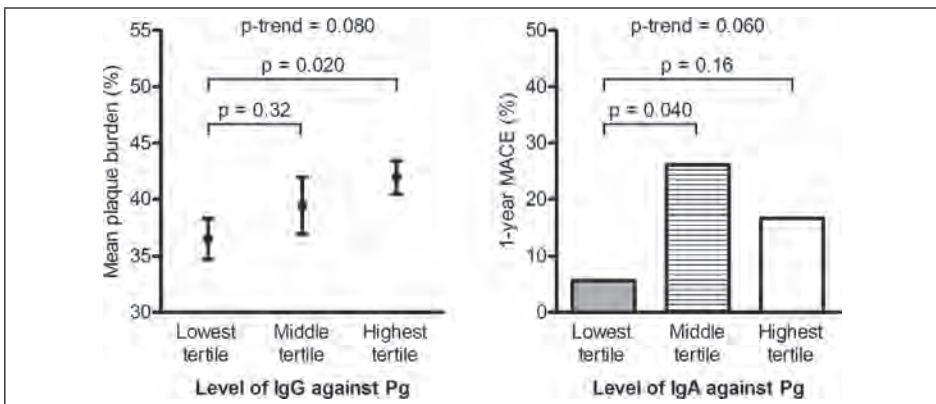 p-trend = 0.080
p = 0.020
p = 0.32
Mean plaque burden (%)
55
50
45
40
35
30
Lowest tertile
Middle tertile
Highest tertile
Level of IgG against Pg
p-trend = 0.060
p = 0.16
p = 0.040
1-year MACE (%)
50
40
30
20
10
0
Lowest tertile
Middle tertile
Highest tertile
Level of IgA against Pg